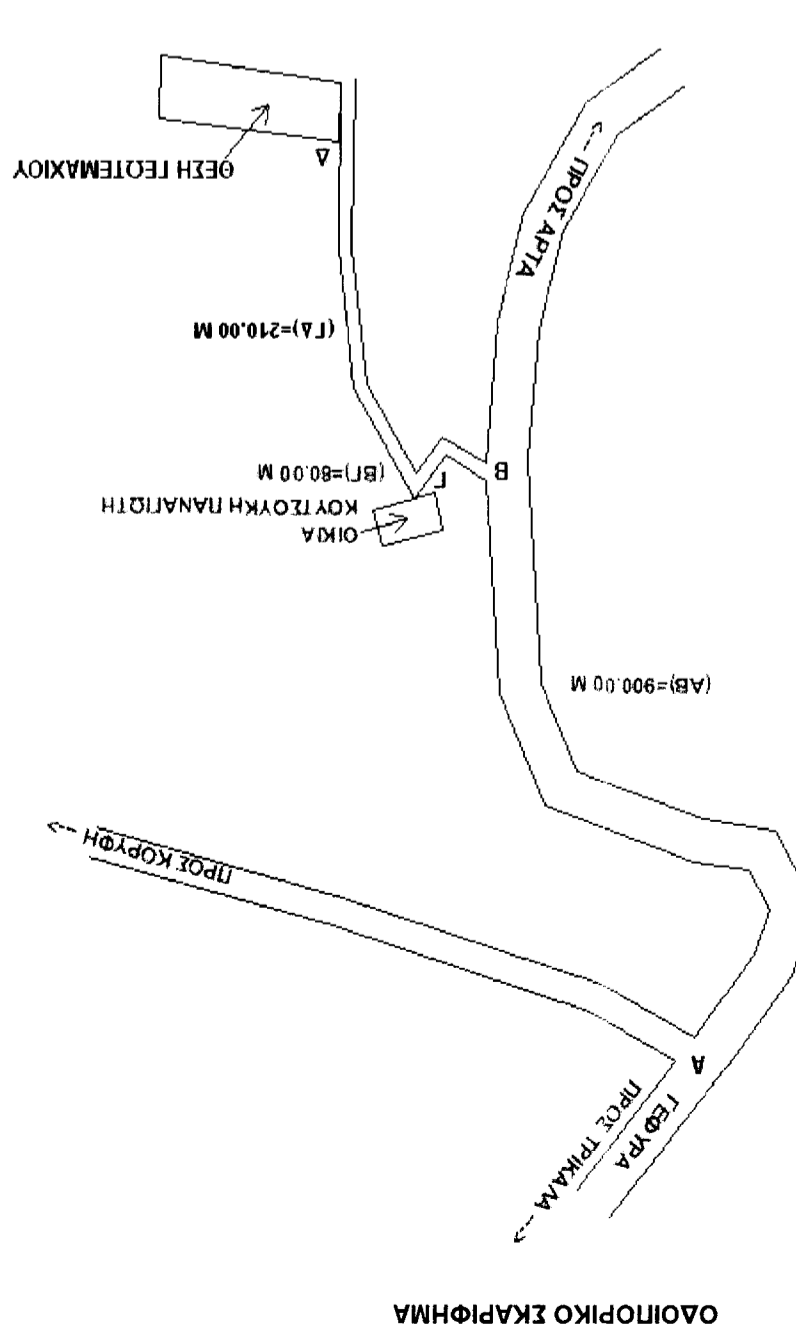 ΟΔΟΙΠΟΡΙΚΟ ΣΚΑΡΙΦΗΜΑ
ΠΡΟΣ ΤΡΙΚΑΛΑ
ΓΕΦΥΡΑ
Α
ΠΡΟΣ ΚΟΡΥΦΗ
(ΑΒ)=900.00 Μ
ΟΙΚΙΑ
ΚΟΥΤΣΟΥΚΗ ΠΑΝΑΓΙΩΤΗ
Β
Γ
(ΒΓ)=80.00 Μ
(ΓΔ)=210.00 Μ
ΠΡΟΣ ΑΡΤΑ
ΘΕΣΗ ΓΕΩΤΕΜΑΧΙΟΥ
Δ